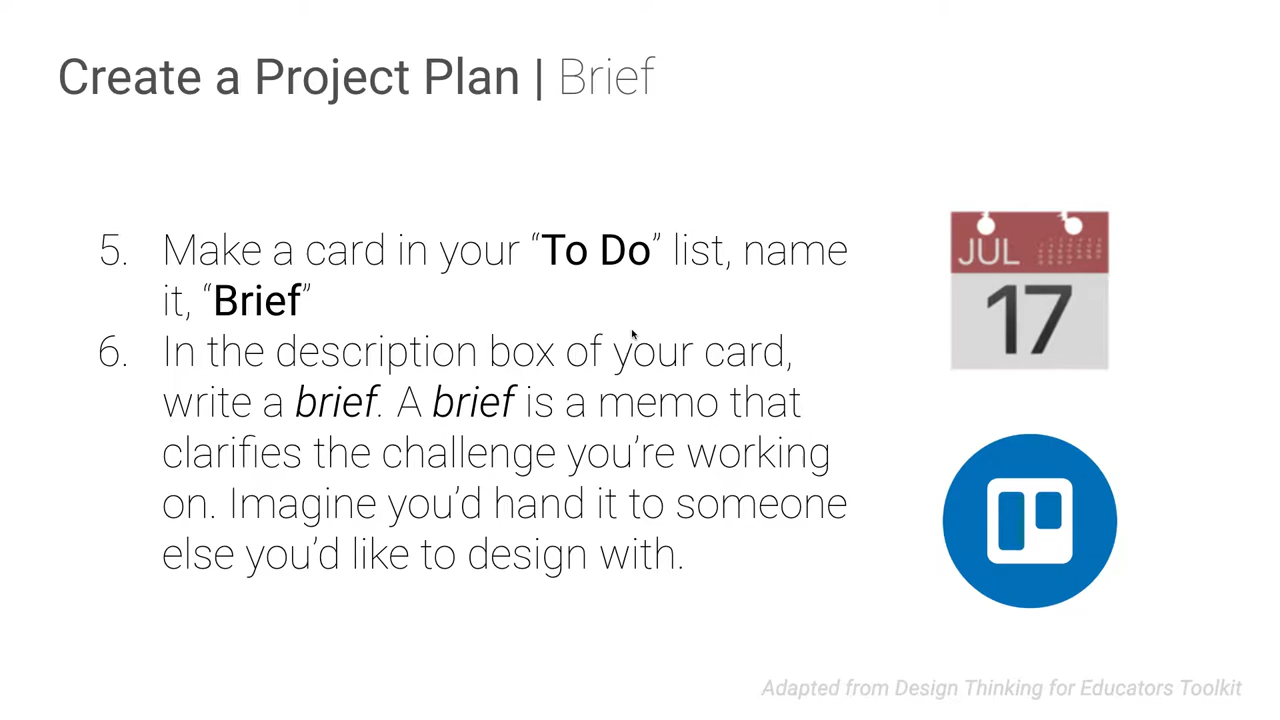 Create a Project Plan | Brief
5. Make a card in your “To Do” list, name
it, “Brief”
6. In the description box of your card,
write a brief. A brief is a memo that
clarifies the challenge you’re working
on. Imagine you’d hand it to someone
else you’d like to design with.
JUL
17
Adapted from Design Thinking for Educators Toolkit